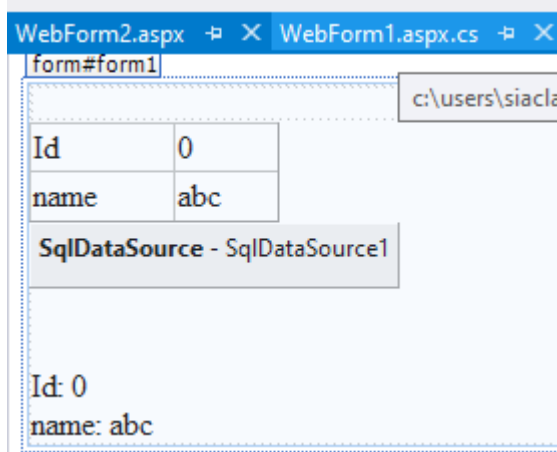 WebForm2.aspx WebForm1.aspx.cs
form#form1
c:\users\siacla
Id 0
name abc
SqlDataSource - SqlDataSource1
Id: 0
name: abc